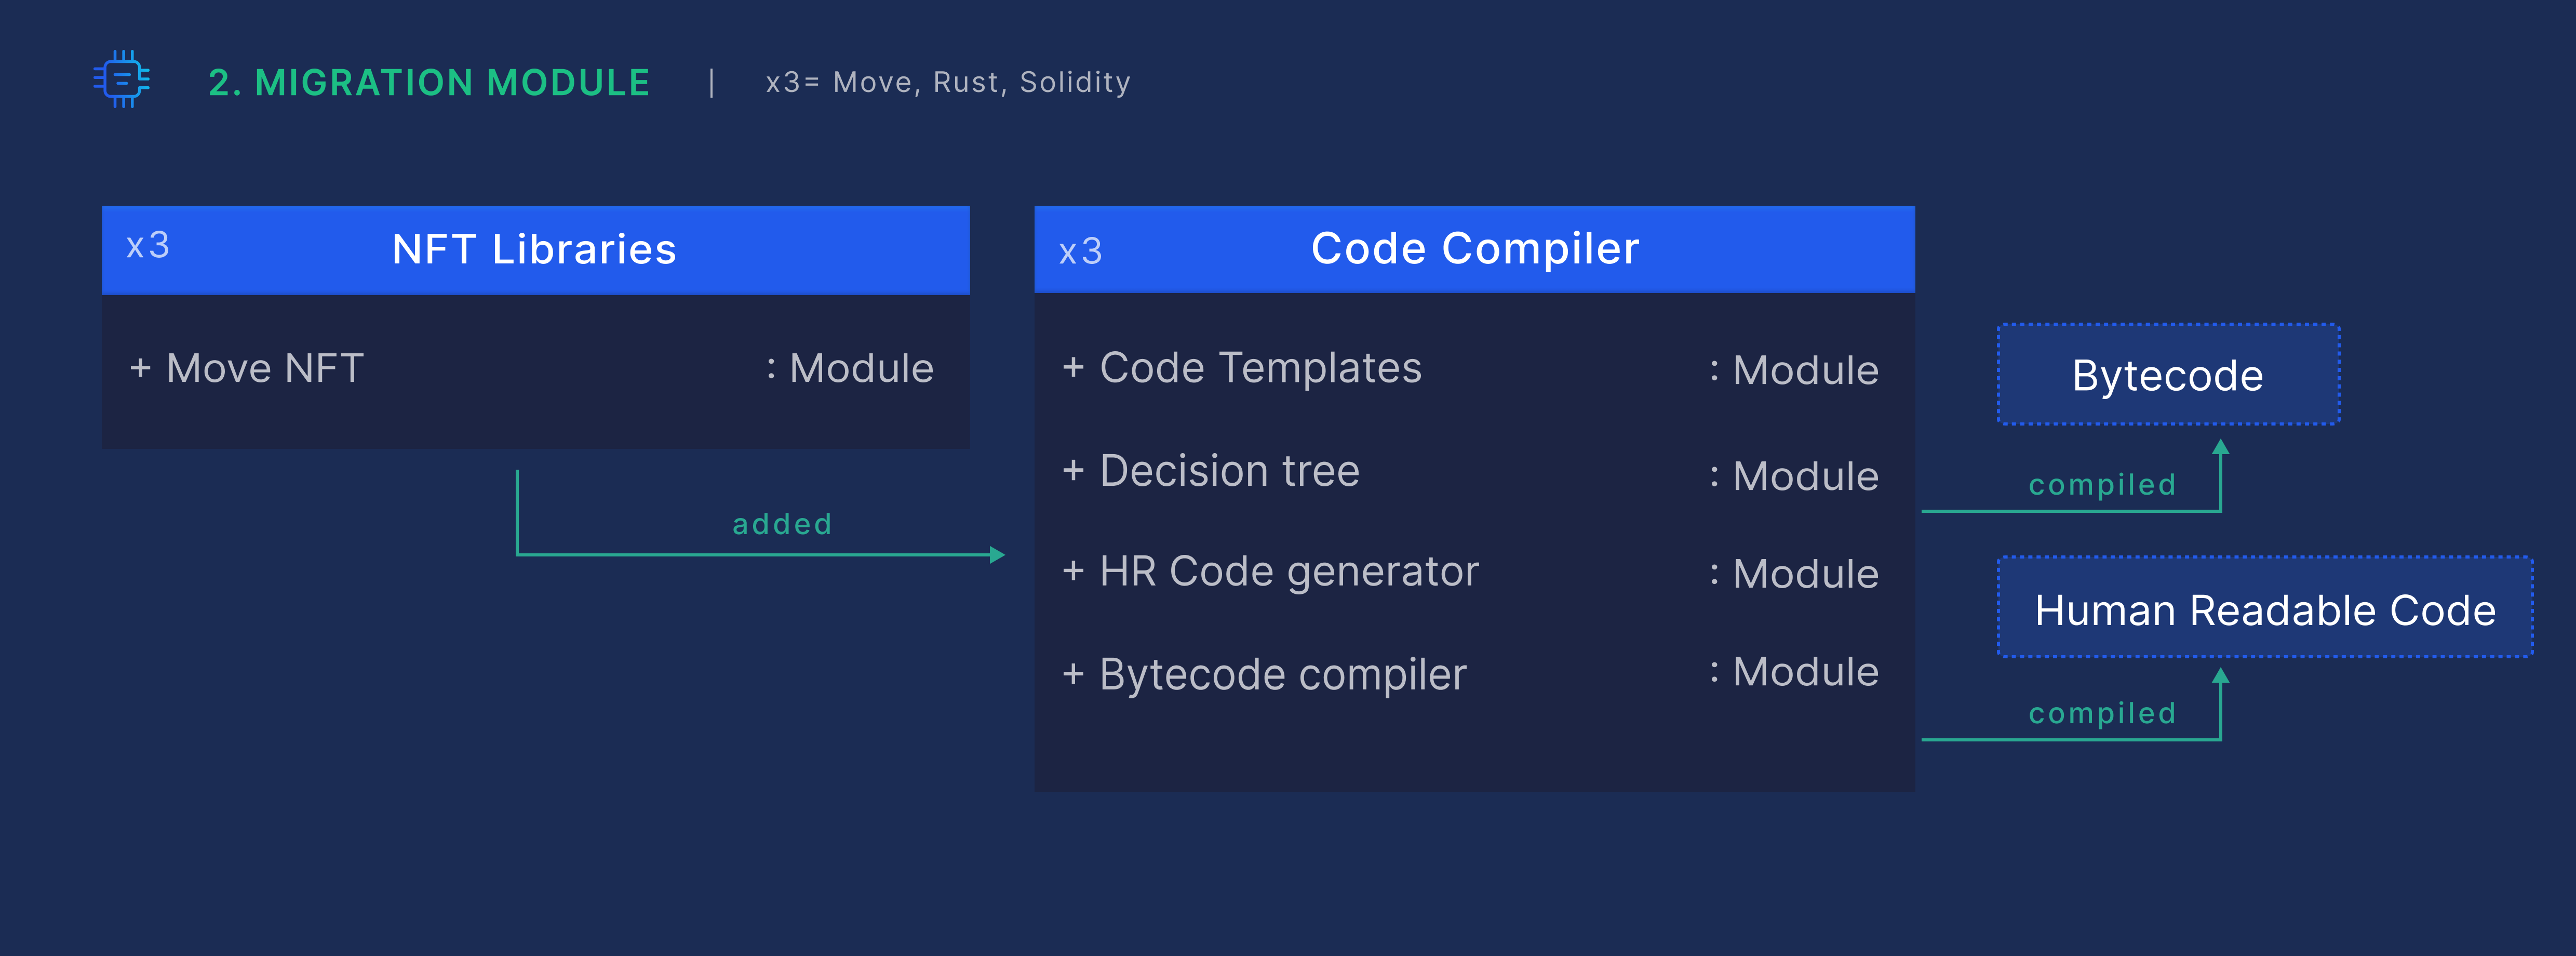 2. MIGRATION MODULE | x3= Move, Rust, Solidity
x3 NFT Libraries
+ Move NFT : Module
added
x3 Code Compiler
+ Code Templates : Module
+ Decision tree : Module
+ HR Code generator : Module
+ Bytecode compiler : Module
Bytecode
compiled
Human Readable Code
compiled